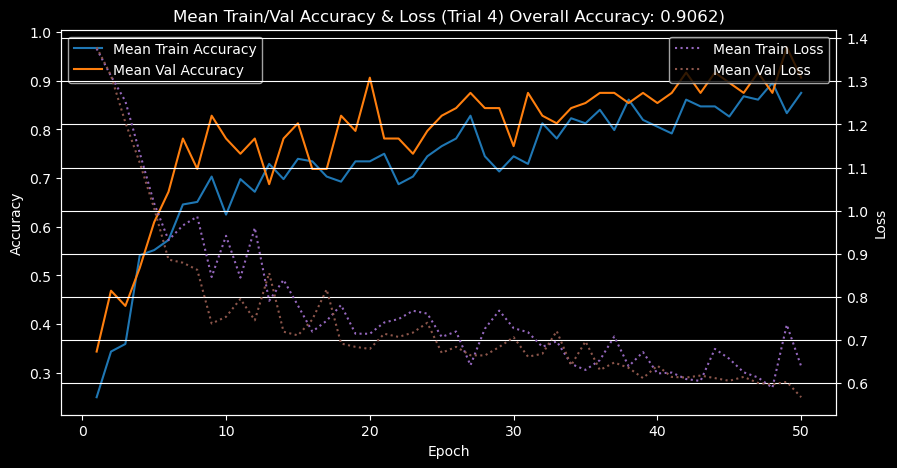 Mean Train/Val Accuracy & Loss (Trial 4) Overall Accuracy: 0.9062)
Mean Train Accuracy
Mean Val Accuracy
Mean Train Loss
Mean Val Loss
Accuracy
1.0
0.9
0.8
0.7
0.6
0.5
0.4
0.3
Loss
1.4
1.3
1.2
1.1
1.0
0.9
0.8
0.7
0.6
0 10 20 30 40 50
Epoch